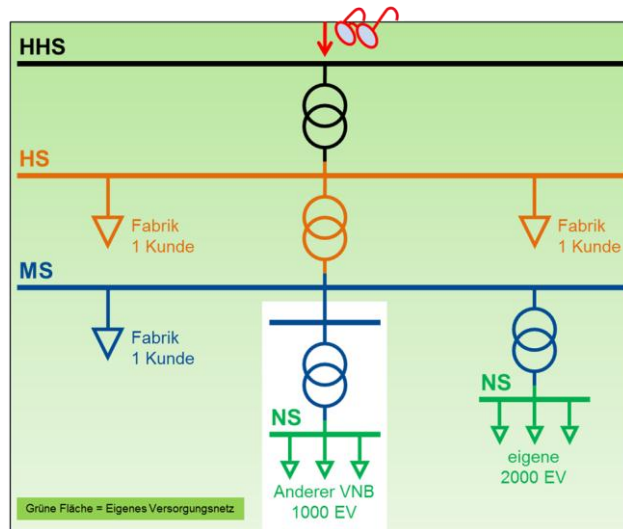 HHS
HS
Fabrik
1 Kunde
Fabrik
1 Kunde
MS
Fabrik
1 Kunde
NS
NS
eigene
2000 EV
Anderer VNB
1000 EV
Grüne Fläche = Eigenes Versorgungsnetz